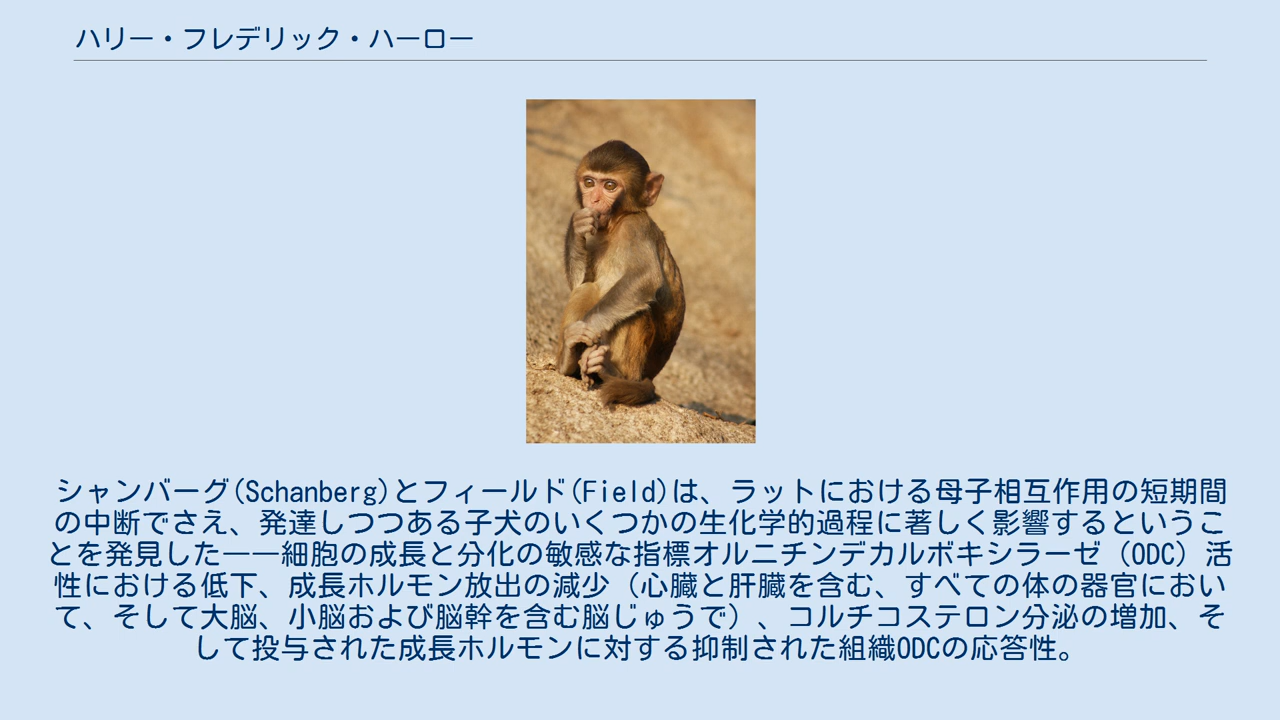 ハリー・フレデリック・ハーロー
シャンバーグ(Schanberg)とフィールド(Field)は、ラットにおける母子相互作用の短期間
の中断でさえ、発達しつつある子犬のいくつかの生化学的過程に著しく影響するというこ
とを発見した――細胞の成長と分化の敏感な指標オルニチンデカルボキシラーゼ（ODC）活
性における低下、成長ホルモン放出の減少（心臓と肝臓を含む、すべての体の器官におい
て、そして大脳、小脳および脳幹を含む脳じゅうで）、コルチコステロン分泌の増加、そ
して投与された成長ホルモンに対する抑制された組織ODCの応答性。